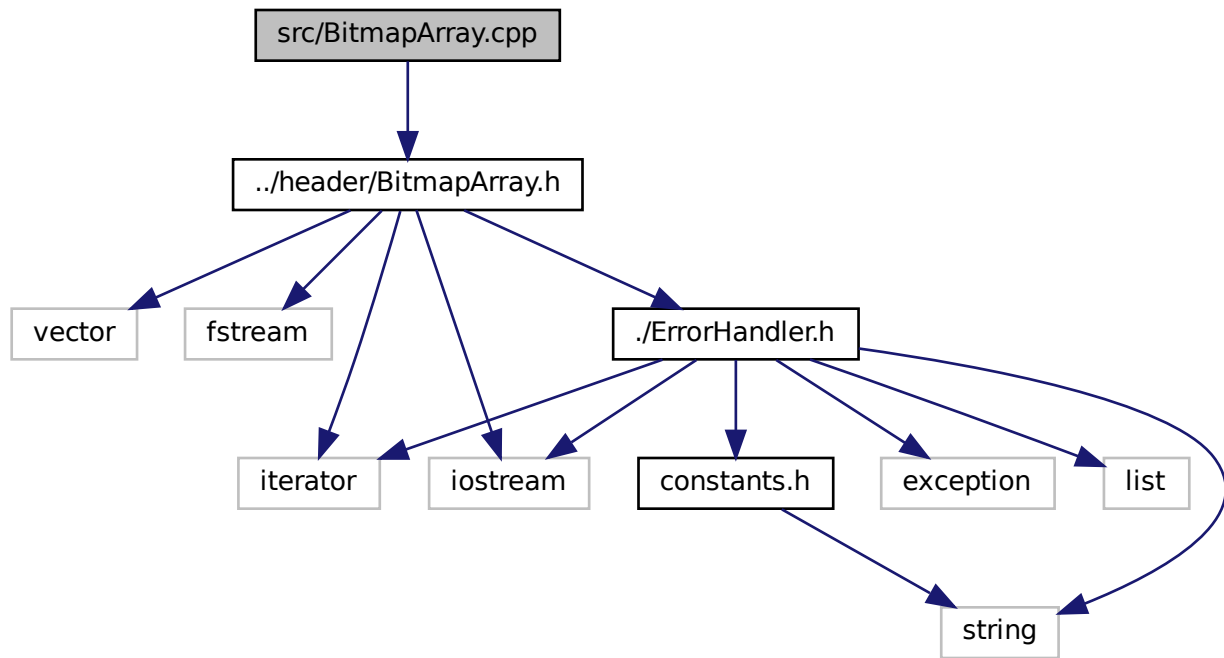 src/BitmapArray.cpp
../header/BitmapArray.h
vector
fstream
./ErrorHandler.h
iterator
iostream
constants.h
exception
list
string